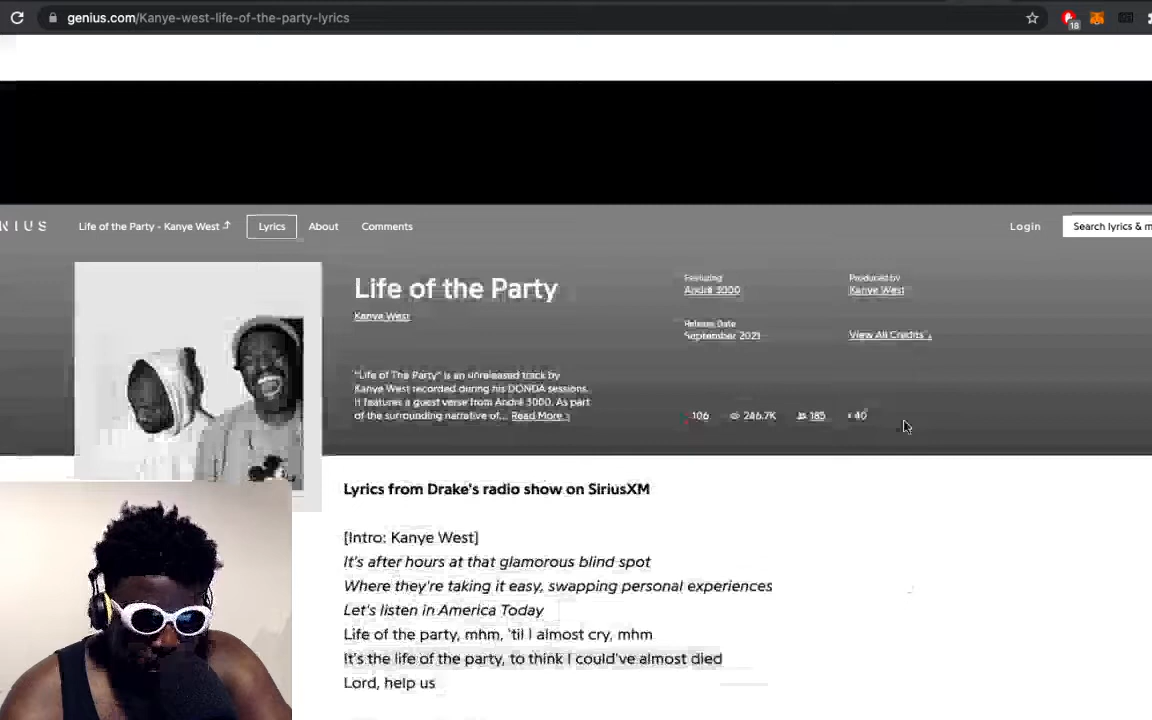 genius.com/Kanye-west-life-of-the-party-lyrics
18
NIUS
Life of the Party - Kanye West
Lyrics
About
Comments
Login
Search lyrics & m
Life of the Party
Kanye West
Featuring
André 3000
Produced by
Kanye West
Release Date
September 2021
View All Credits
"Life of The Party" is an unreleased track by
Kanye West recorded during his DONDA sessions.
It features a guest verse from André 3000. As part
of the surrounding narrative of... Read More
106
246.7K
185
40
Lyrics from Drake's radio show on SiriusXM
[Intro: Kanye West]
It's after hours at that glamorous blind spot
Where they're taking it easy, swapping personal experiences
Let's listen in America Today
Life of the party, mhm, 'til I almost cry, mhm
It's the life of the party, to think I could've almost died
Lord, help us